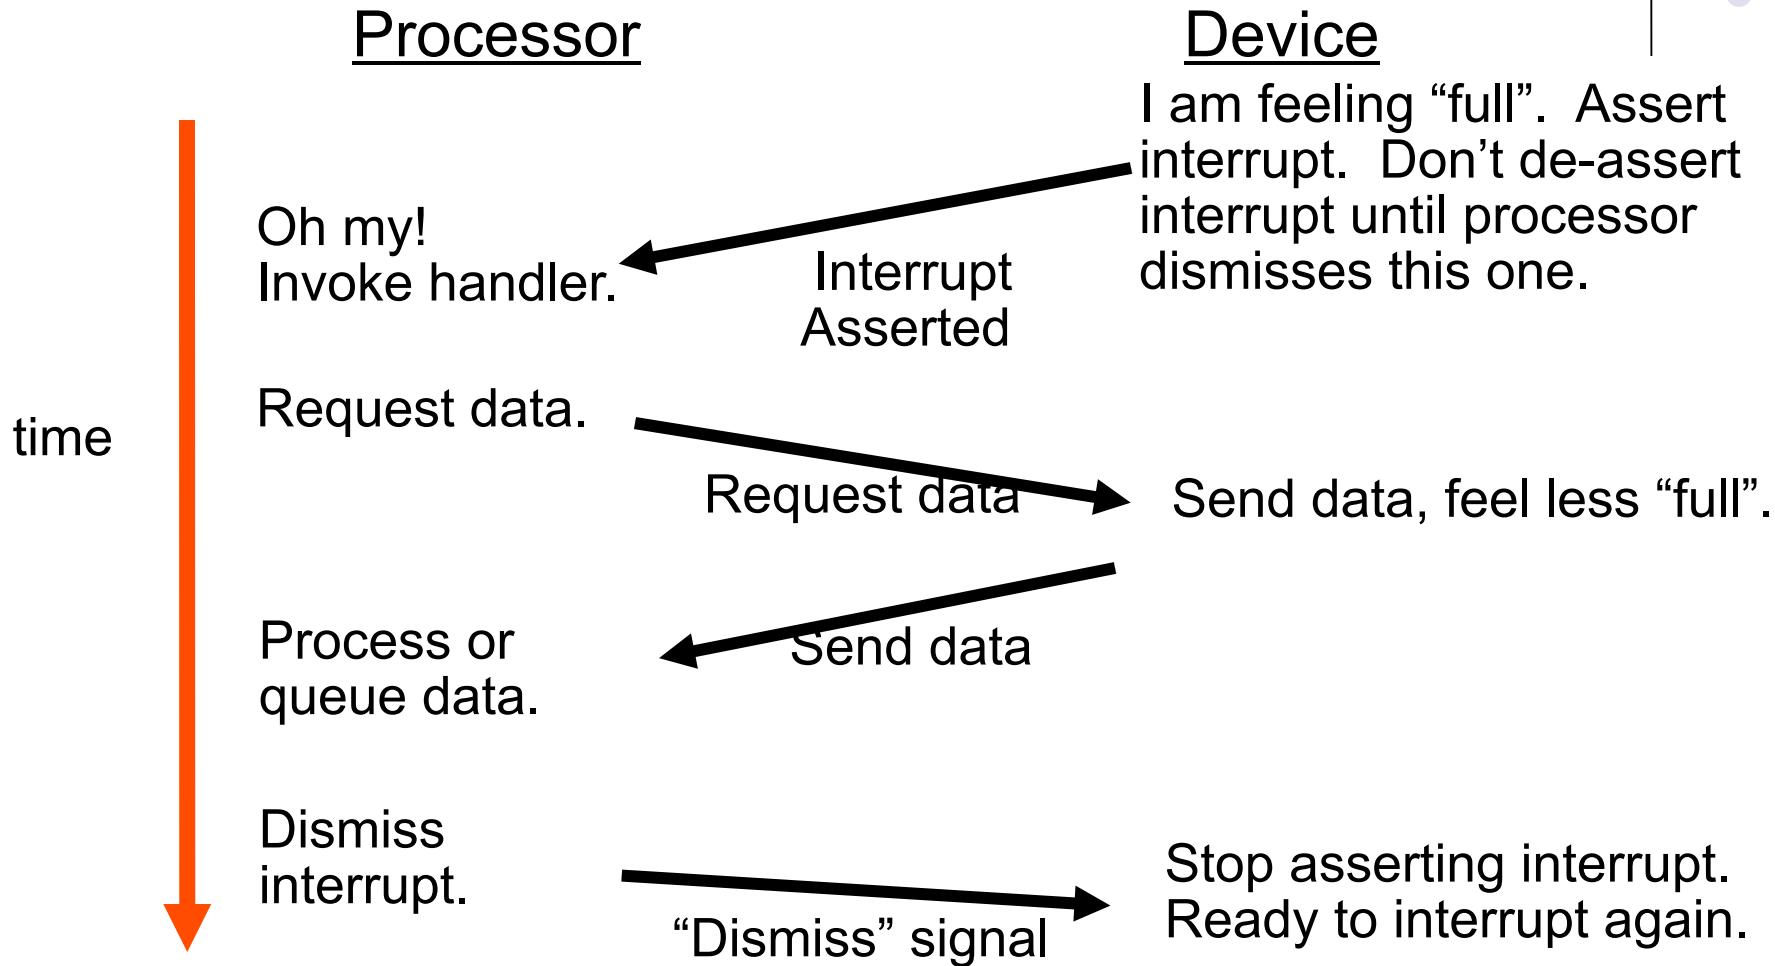 Processor
Device
I am feeling “full”. Assert
interrupt. Don’t de-assert
interrupt until processor
dismisses this one.
Oh my!
Invoke handler.
Interrupt
Asserted
time
Request data.
Request data
Send data, feel less “full”.
Process or
queue data.
Send data
Dismiss
interrupt.
“Dismiss” signal
Stop asserting interrupt.
Ready to interrupt again.